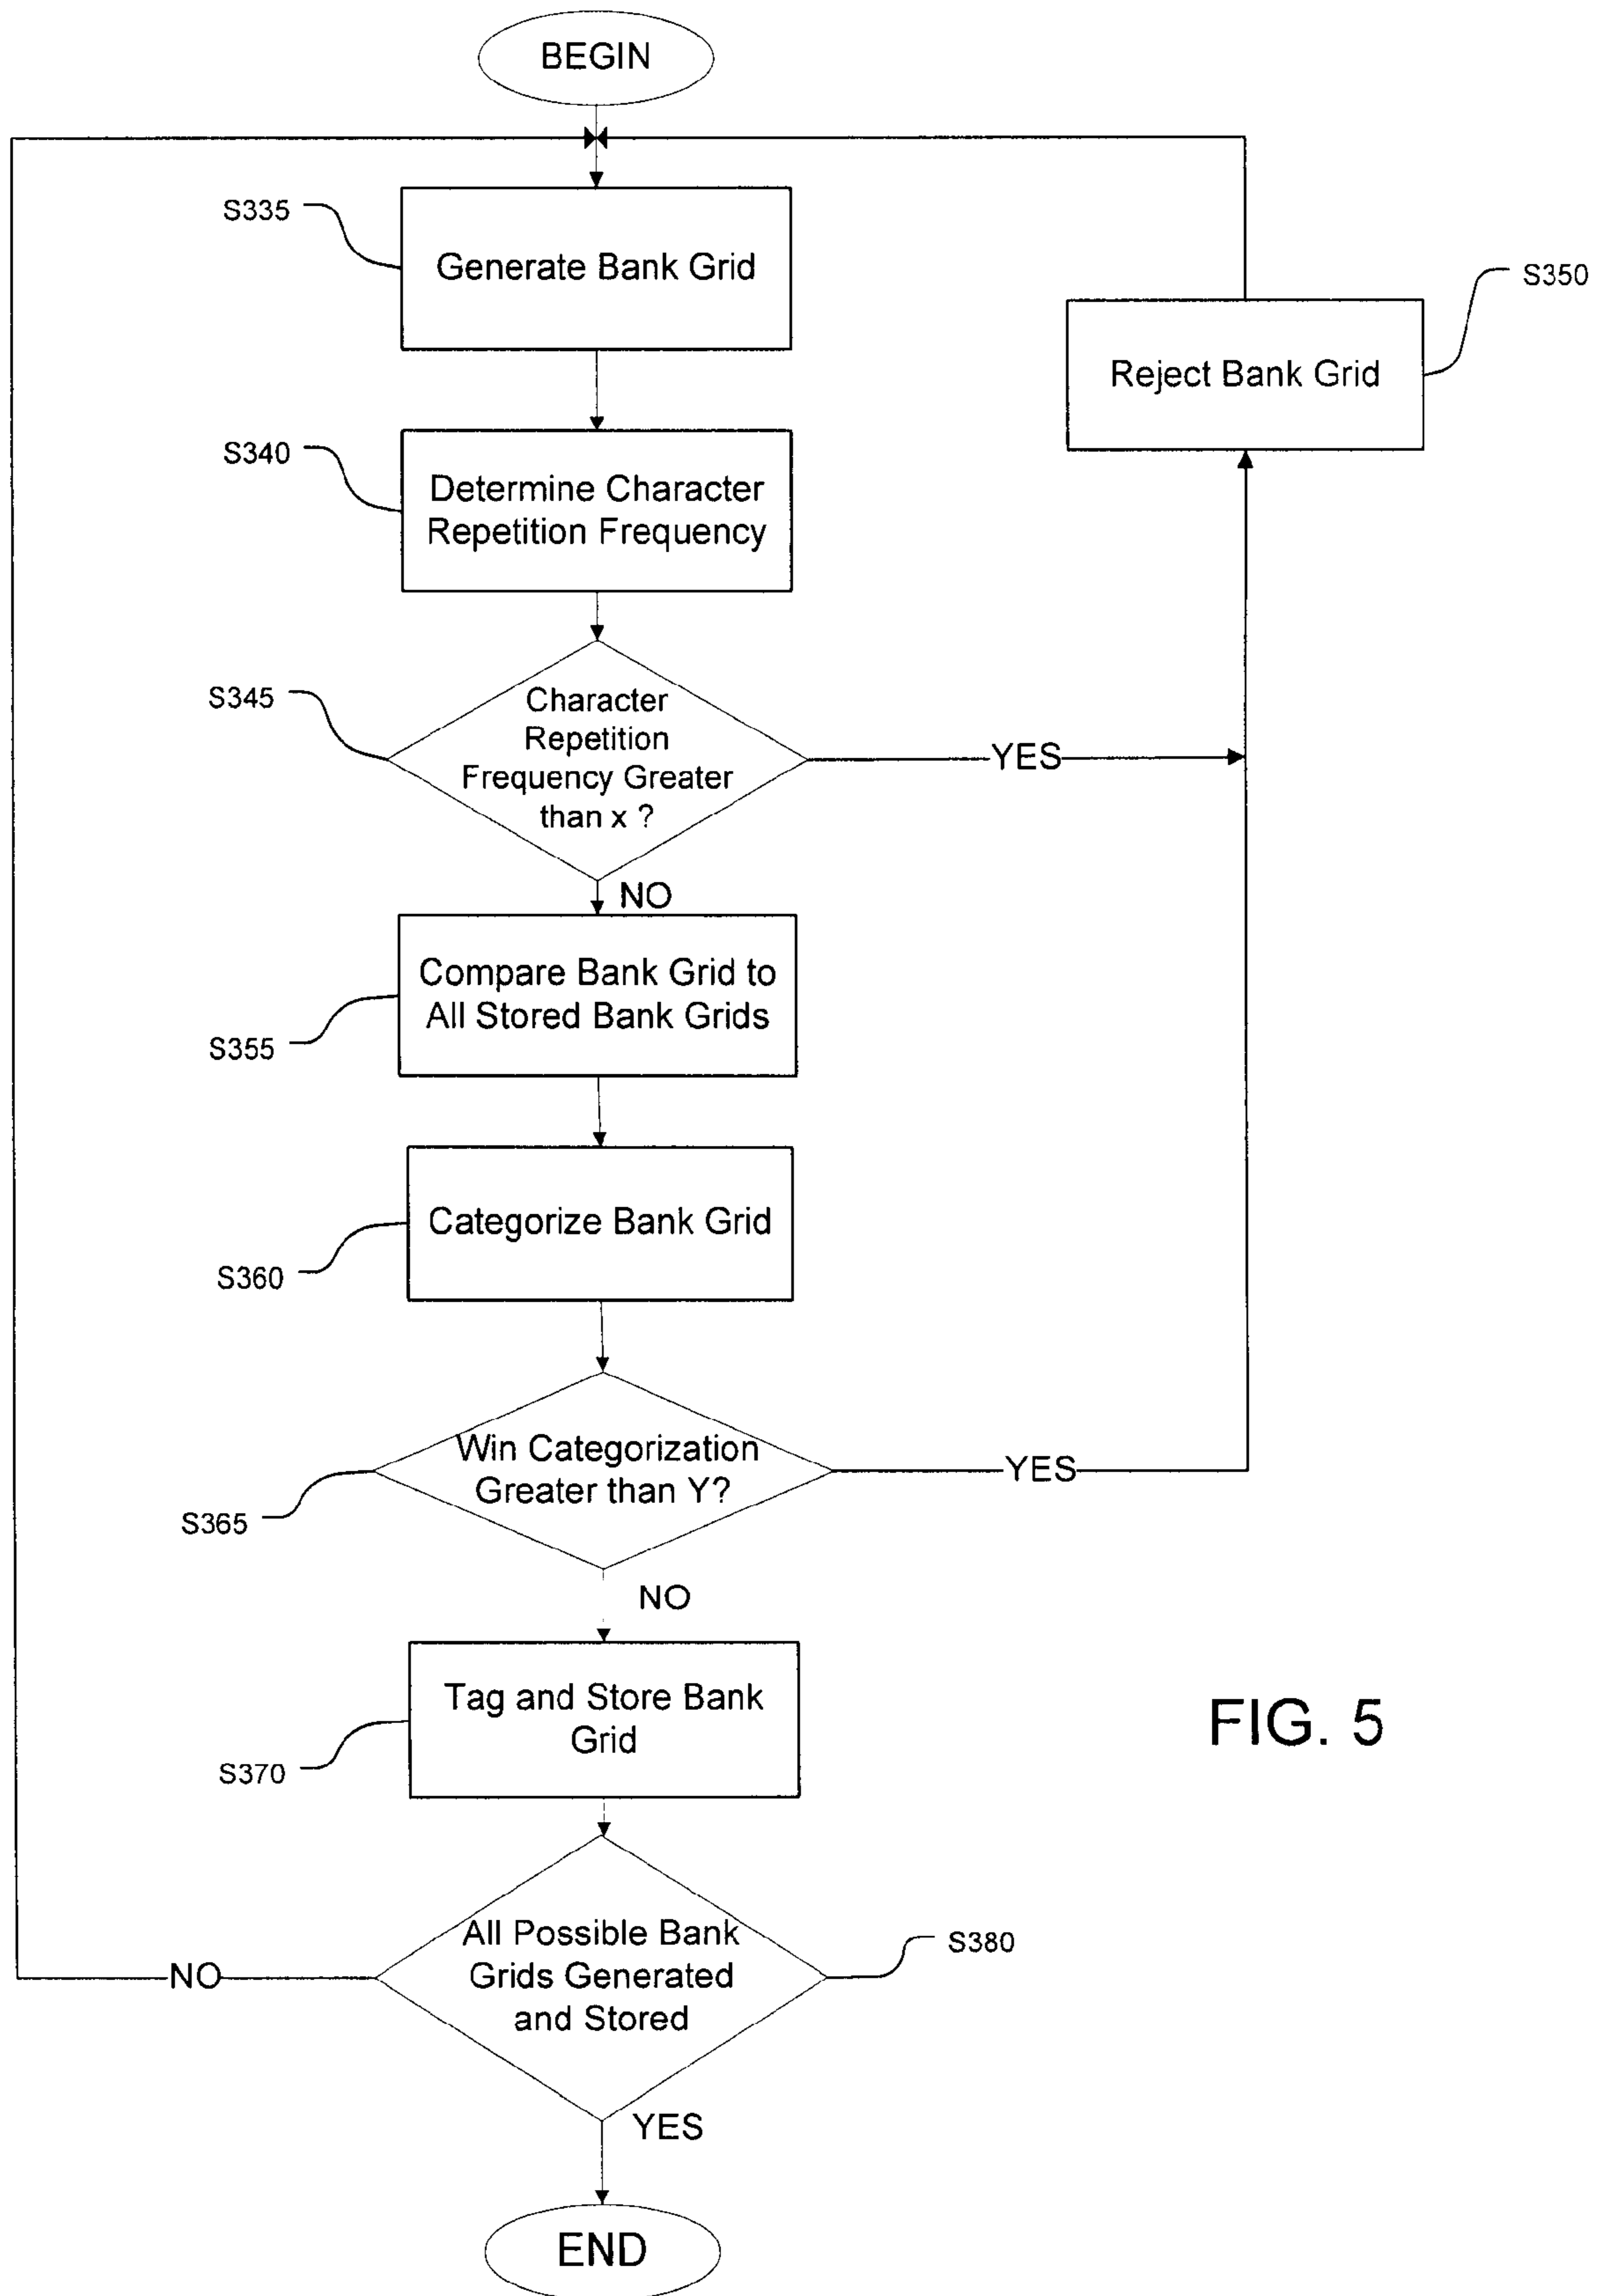 BEGIN
S335
Generate Bank Grid
S350
Reject Bank Grid
S340
Determine Character
Repetition Frequency
S345
Character
Repetition
Frequency Greater
than x ?
YES
NO
Compare Bank Grid to
All Stored Bank Grids
S355
Categorize Bank Grid
S360
Win Categorization
Greater than Y?
YES
S365
NO
Tag and Store Bank
Grid
S370
FIG. 5
All Possible Bank
Grids Generated
and Stored
S380
NO
YES
END